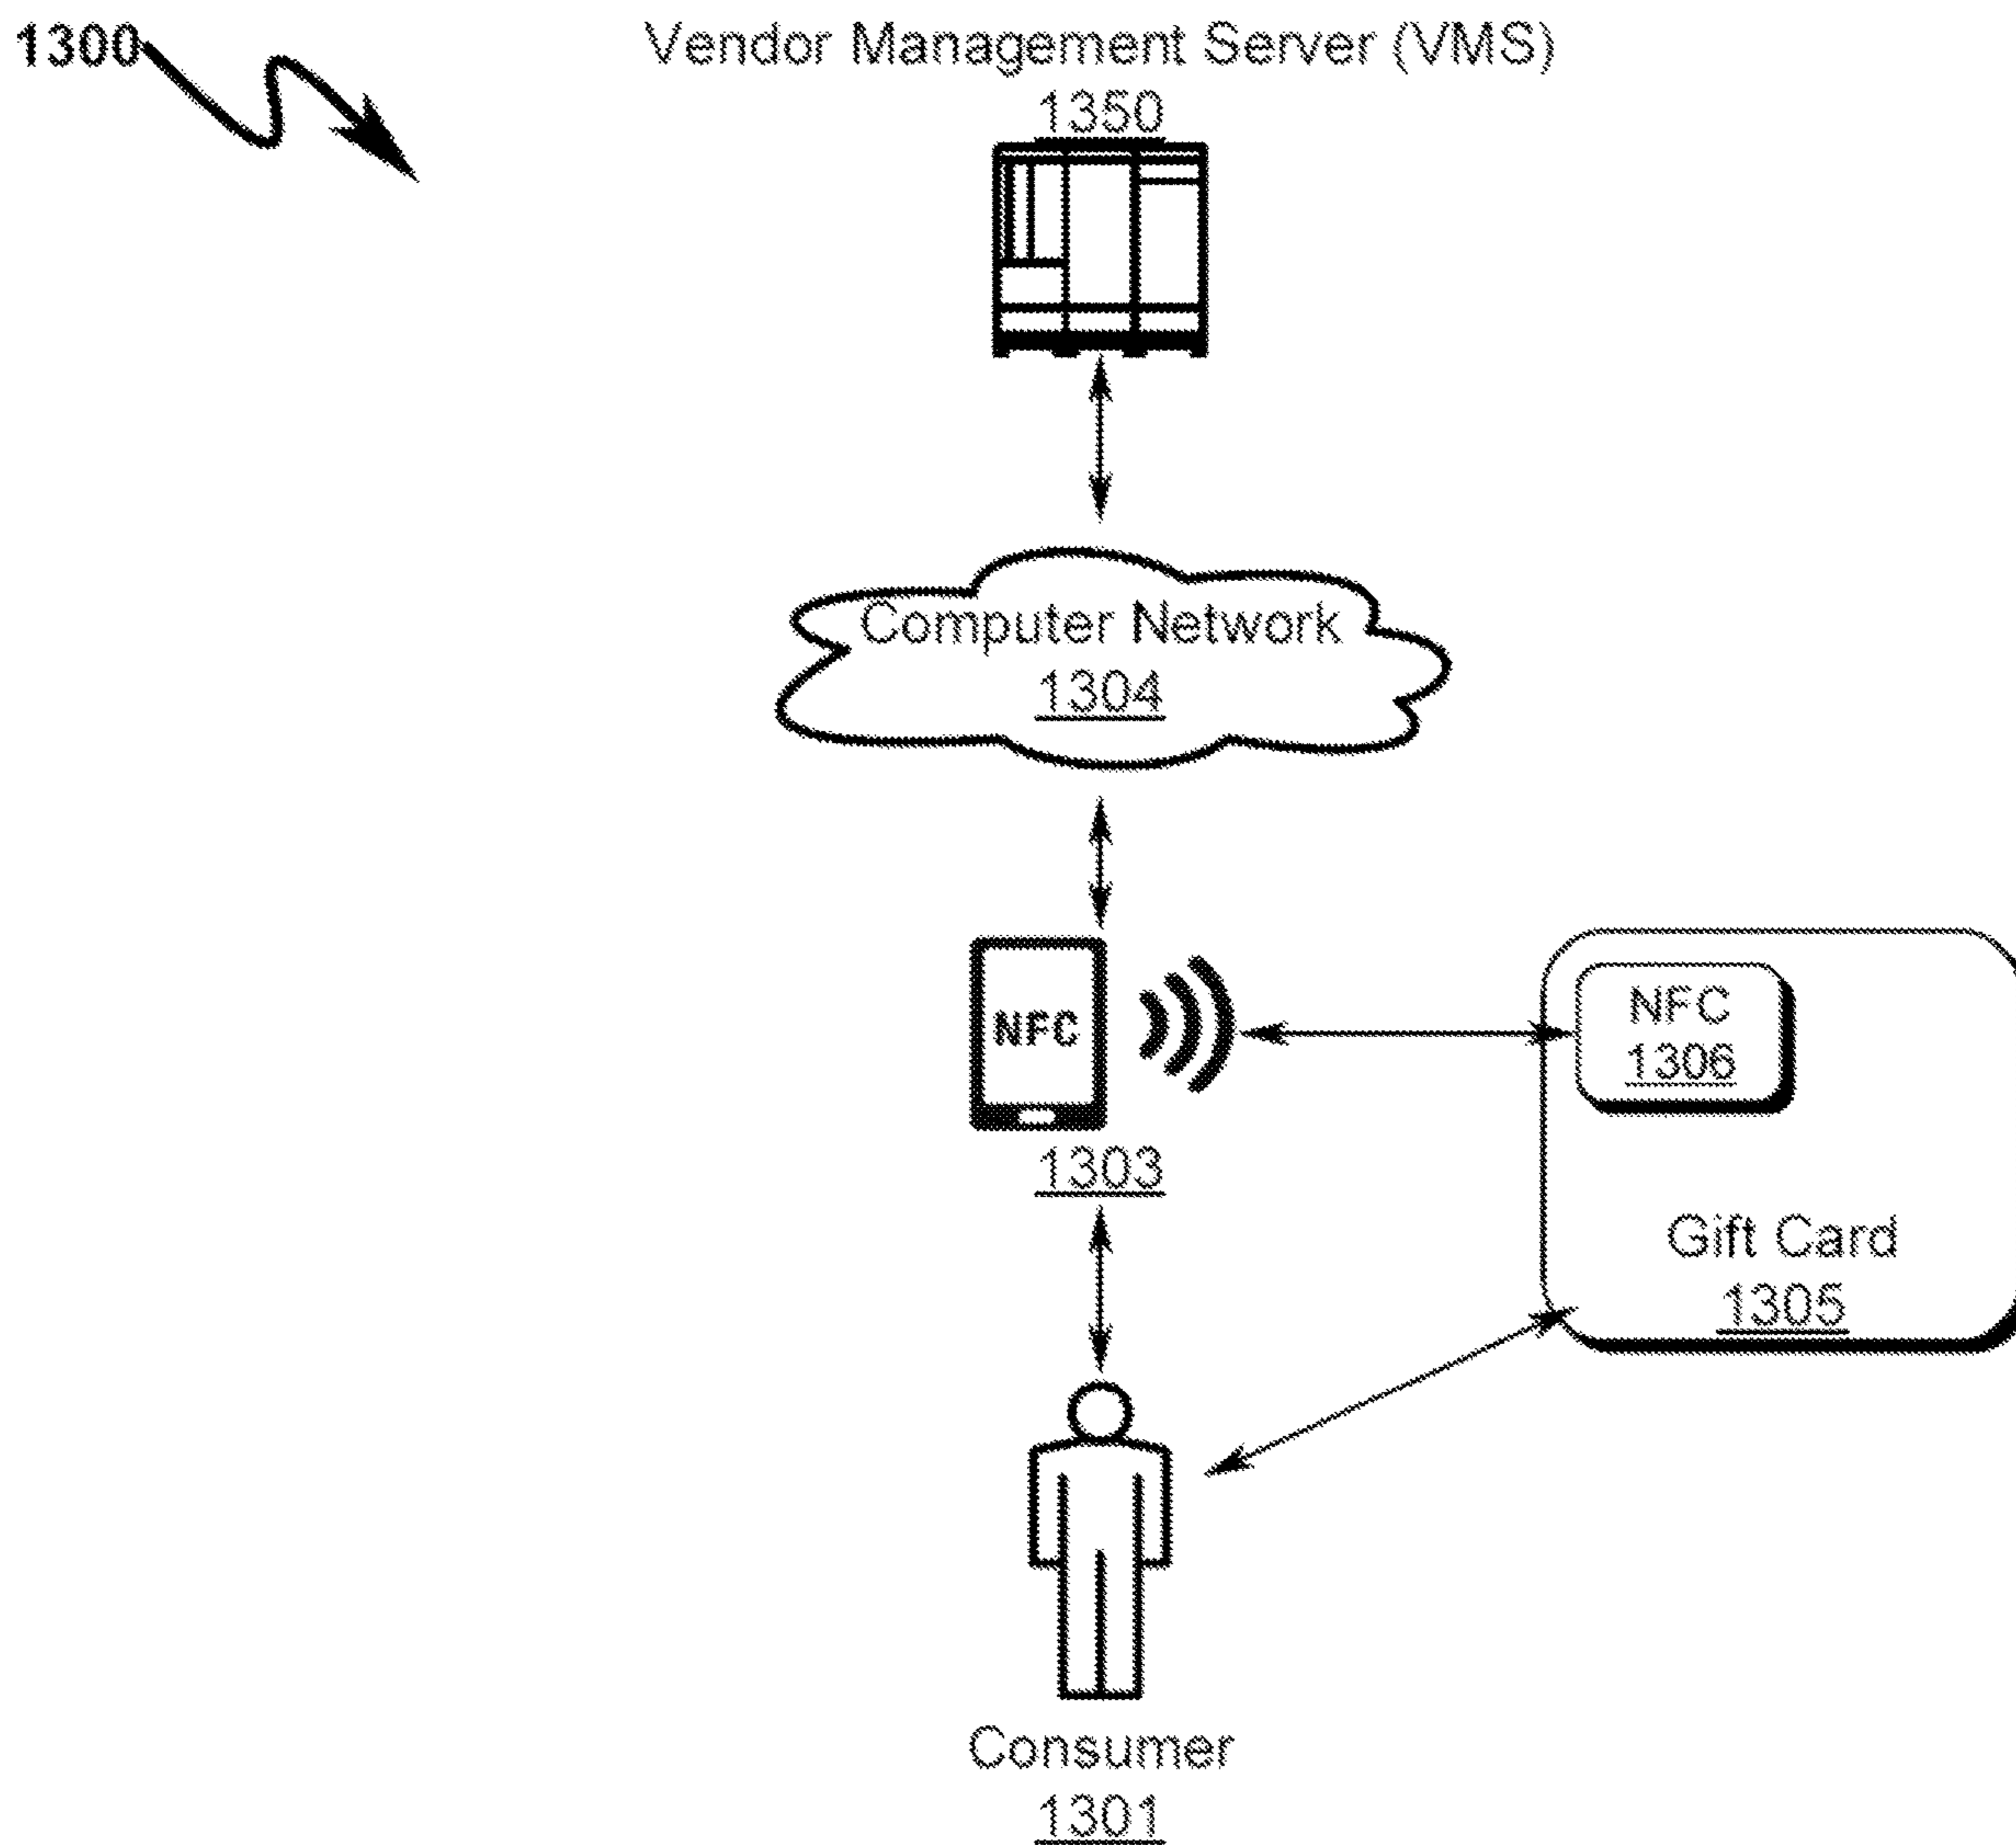 1300
Vendor Management Server (VMS)
1350
Computer Network
1304
NFC
1303
NFC
1306
Gift Card
1305
Consumer
1301